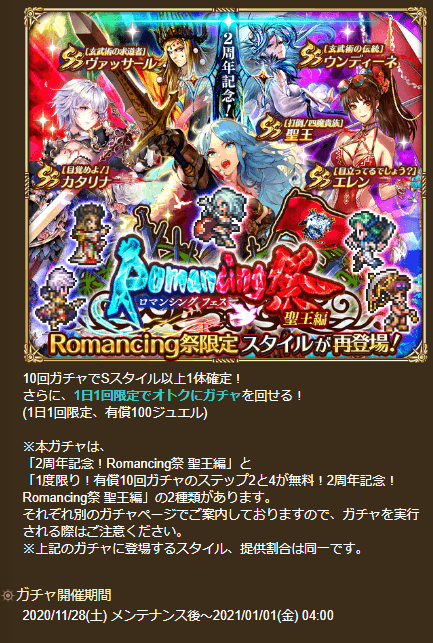 2周年記念！
SS [玄武術の求道者]
ヴァッサール
[玄武術の伝統]
SS ウンディーネ
[打倒!四魔貴族]
SS 聖王
[目覚めよ!]
SS カタリナ
[目立ってるでしょう?]
SS エレン
Romancing祭
ロマンシング フェス
聖王編
Romancing祭限定 スタイルが再登場！
10回ガチャでSスタイル以上1体確定！
さらに、1日1回限定でオトクにガチャを回せる！
(1日1回限定、有償100ジュエル)
※本ガチャは、
「2周年記念！Romancing祭 聖王編」と
「1度限り！有償10回ガチャのステップ2と4が無料！2周年記念！
Romancing祭 聖王編」の2種類があります。
それぞれ別のガチャページでご案内しておりますので、ガチャを実行
される際はご注意ください。
※上記のガチャに登場するスタイル、提供割合は同一です。
ガチャ開催期間
2020/11/28(土) メンテナンス後～2021/01/01(金) 04:00